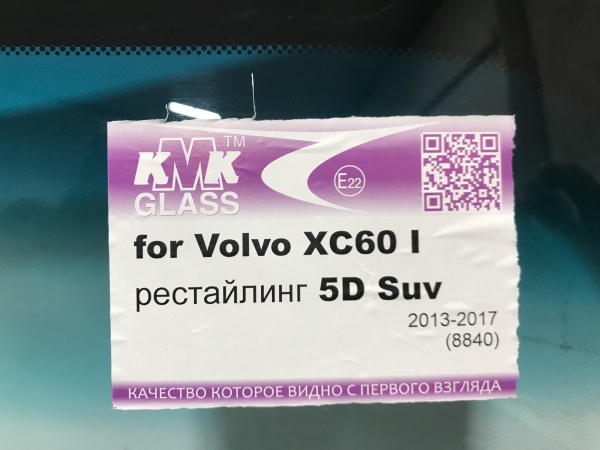 KMK™
GLASS
E22
for Volvo XC60 I
рестайлинг 5D Suv
2013-2017
(8840)
КАЧЕСТВО КОТОРОЕ ВИДНО С ПЕРВОГО ВЗГЛЯДА